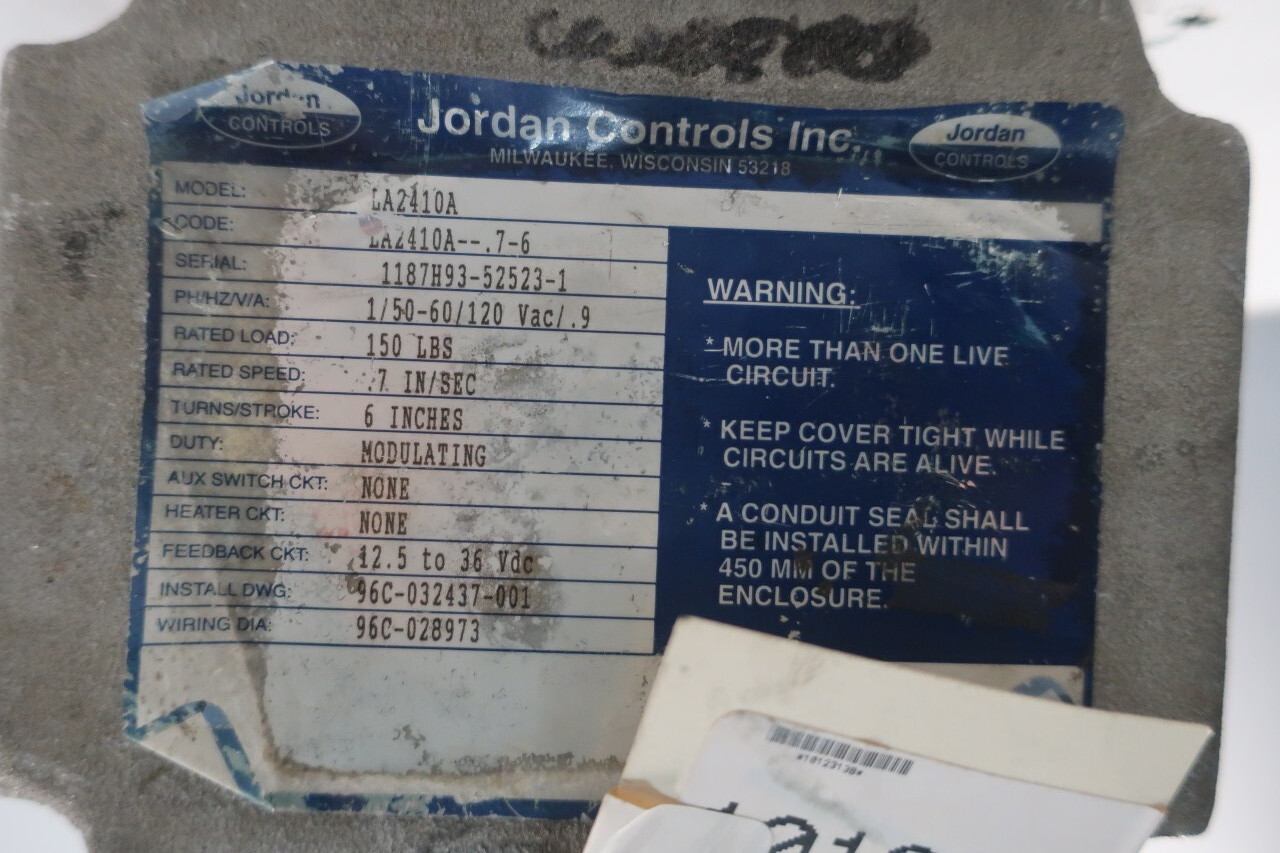 Jordan
CONTROLS
Jordan Controls Inc.
MILWAUKEE, WISCONSIN 53218
Jordan
CONTROLS
MODEL: LA2410A
CODE: LA2410A--.7-6
SERIAL: 1187H93-52523-1
PH/HZ/V/A: 1/50-60/120 Vac/.9
RATED LOAD: 150 LBS
RATED SPEED: .7 IN/SEC
TURNS/STROKE: 6 INCHES
DUTY: MODULATING
AUX SWITCH CKT: NONE
HEATER CKT: NONE
FEEDBACK CKT: 12.5 to 36 Vdc
INSTALL DWG: 96C-032437-001
WIRING DIA: 96C-028973
WARNING:
* MORE THAN ONE LIVE
CIRCUIT.
* KEEP COVER TIGHT WHILE
CIRCUITS ARE ALIVE.
* A CONDUIT SEAL SHALL
BE INSTALLED WITHIN
450 MM OF THE
ENCLOSURE.
*18123138*